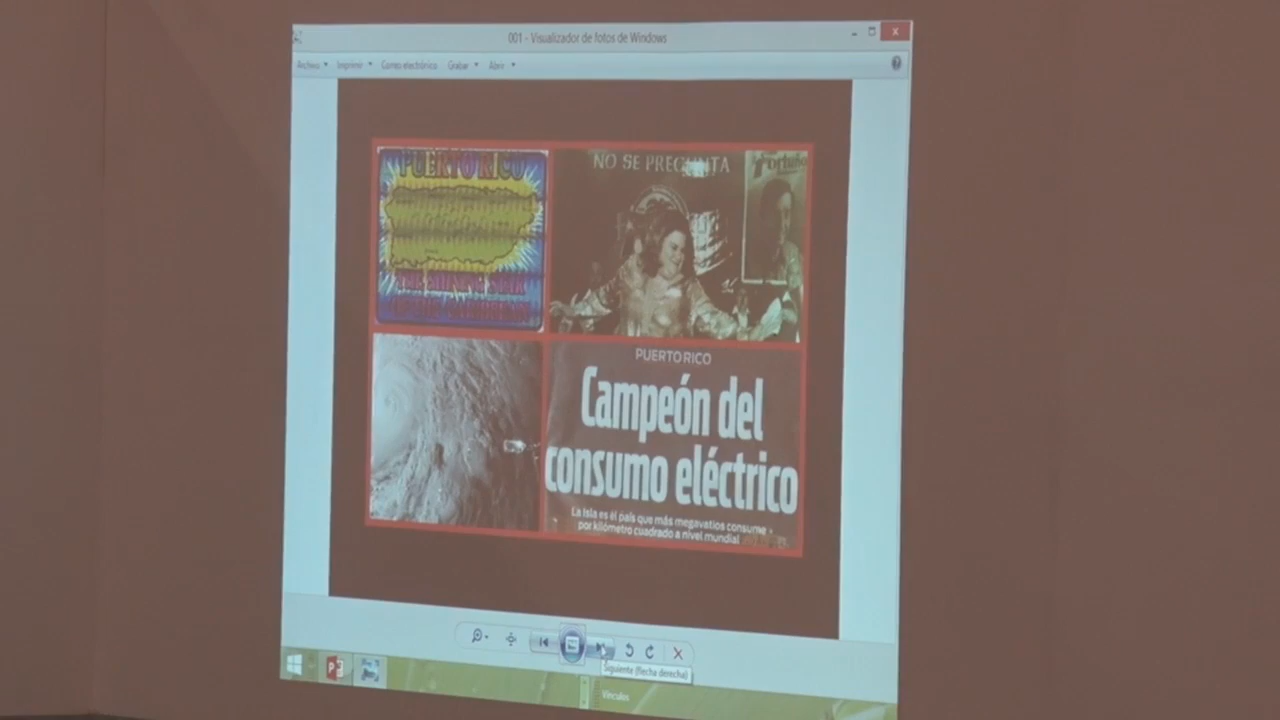 001 - Visualizador de fotos de Windows
Archivo Imprimir Correo electrónico Grabar Abrir
PUERTO RICO
NO SE PREGUNTA
Fortuño
PUERTO RICO
Campeón del
consumo eléctrico
La Isla es el país que más megavatios consume
por kilómetro cuadrado a nivel mundial
Siguiente (flecha derecha)
Vínculos